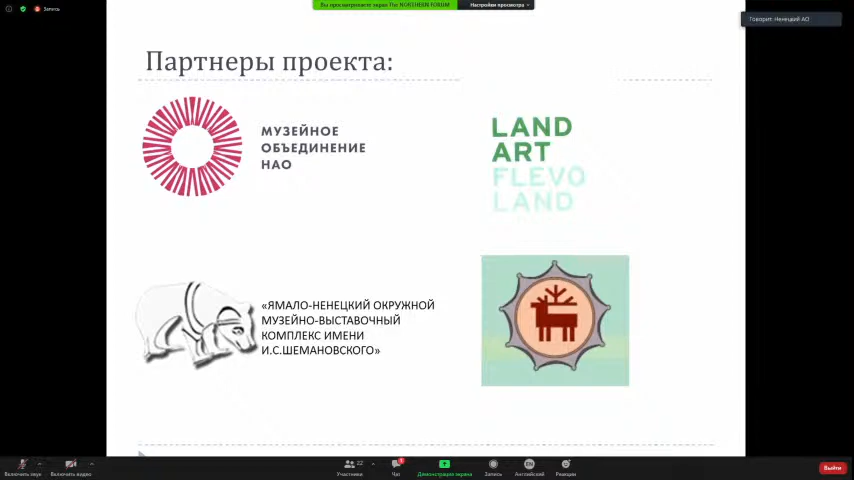 Запись
Вы просматриваете экран The NORTHERN FORUM
Настройки просмотра
Говорит: Ненецкий АО
Партнеры проекта:
МУЗЕЙНОЕ
ОБЪЕДИНЕНИЕ
НАО
LAND
ART
FLEVO
LAND
«ЯМАЛО-НЕНЕЦКИЙ ОКРУЖНОЙ
МУЗЕЙНО-ВЫСТАВОЧНЫЙ
КОМПЛЕКС ИМЕНИ
И.С.ШЕМАНОВСКОГО»
22
EN
Включить звук
Включить видео
Участники
Чат
Демонстрация экрана
Запись
Английский
Реакции
Выйти